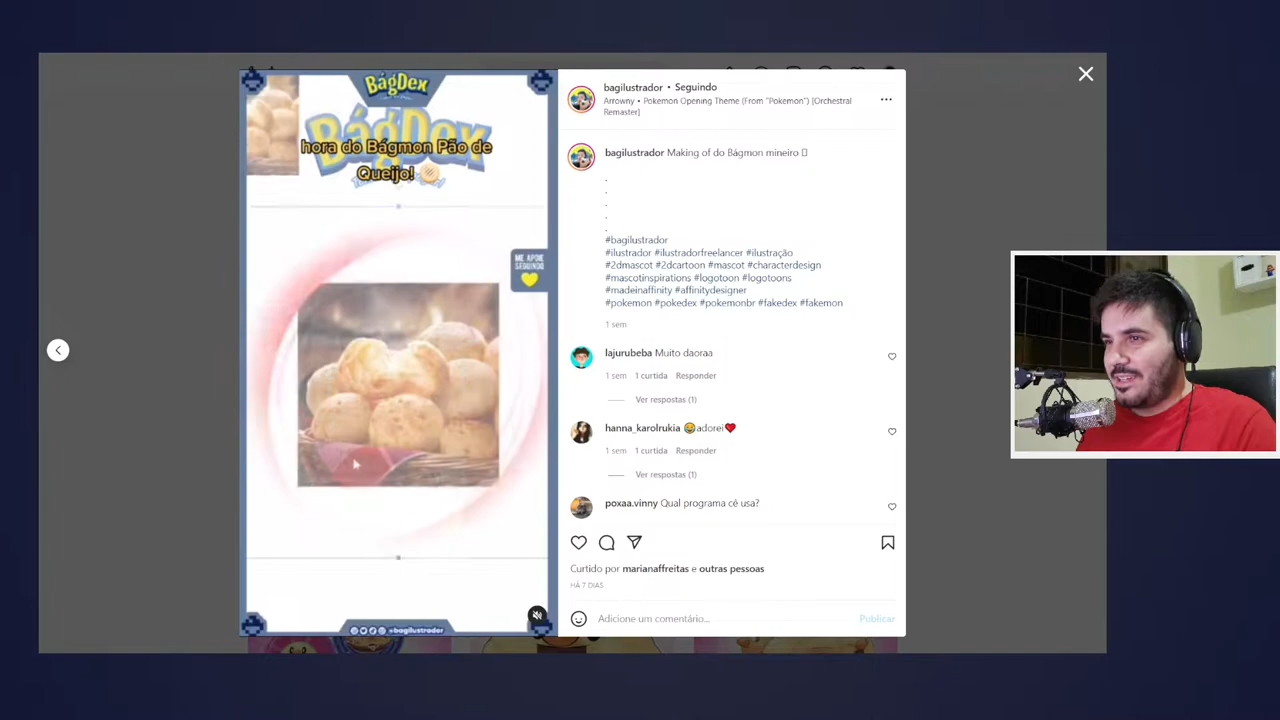 BágDex
BágDex
hora do Bágmon Pão de
Queijo!
ME APOIE
SEGUINDO
@bagilustrador
bagilustrador • Seguindo
Arrowny • Pokemon Opening Theme (From "Pokemon") [Orchestral
Remaster]
bagilustrador Making of do Bágmon mineiro
.
.
.
.
.
#bagilustrador
#ilustrador #ilustradorfreelancer #ilustração
#2dmascot #2dcartoon #mascot #characterdesign
#mascotinspirations #logotoon #logotoons
#madeinaffinity #affinitydesigner
#pokemon #pokedex #pokemonbr #fakedex #fakemon
1 sem
lajurubeba Muito daoraa
1 sem 1 curtida Responder
Ver respostas (1)
hanna_karolrukia 😂adorei❤
1 sem 1 curtida Responder
Ver respostas (1)
poxaa.vinny Qual programa cê usa?
Curtido por marianaffreitas e outras pessoas
HÁ 7 DIAS
Adicione um comentário...
Publicar